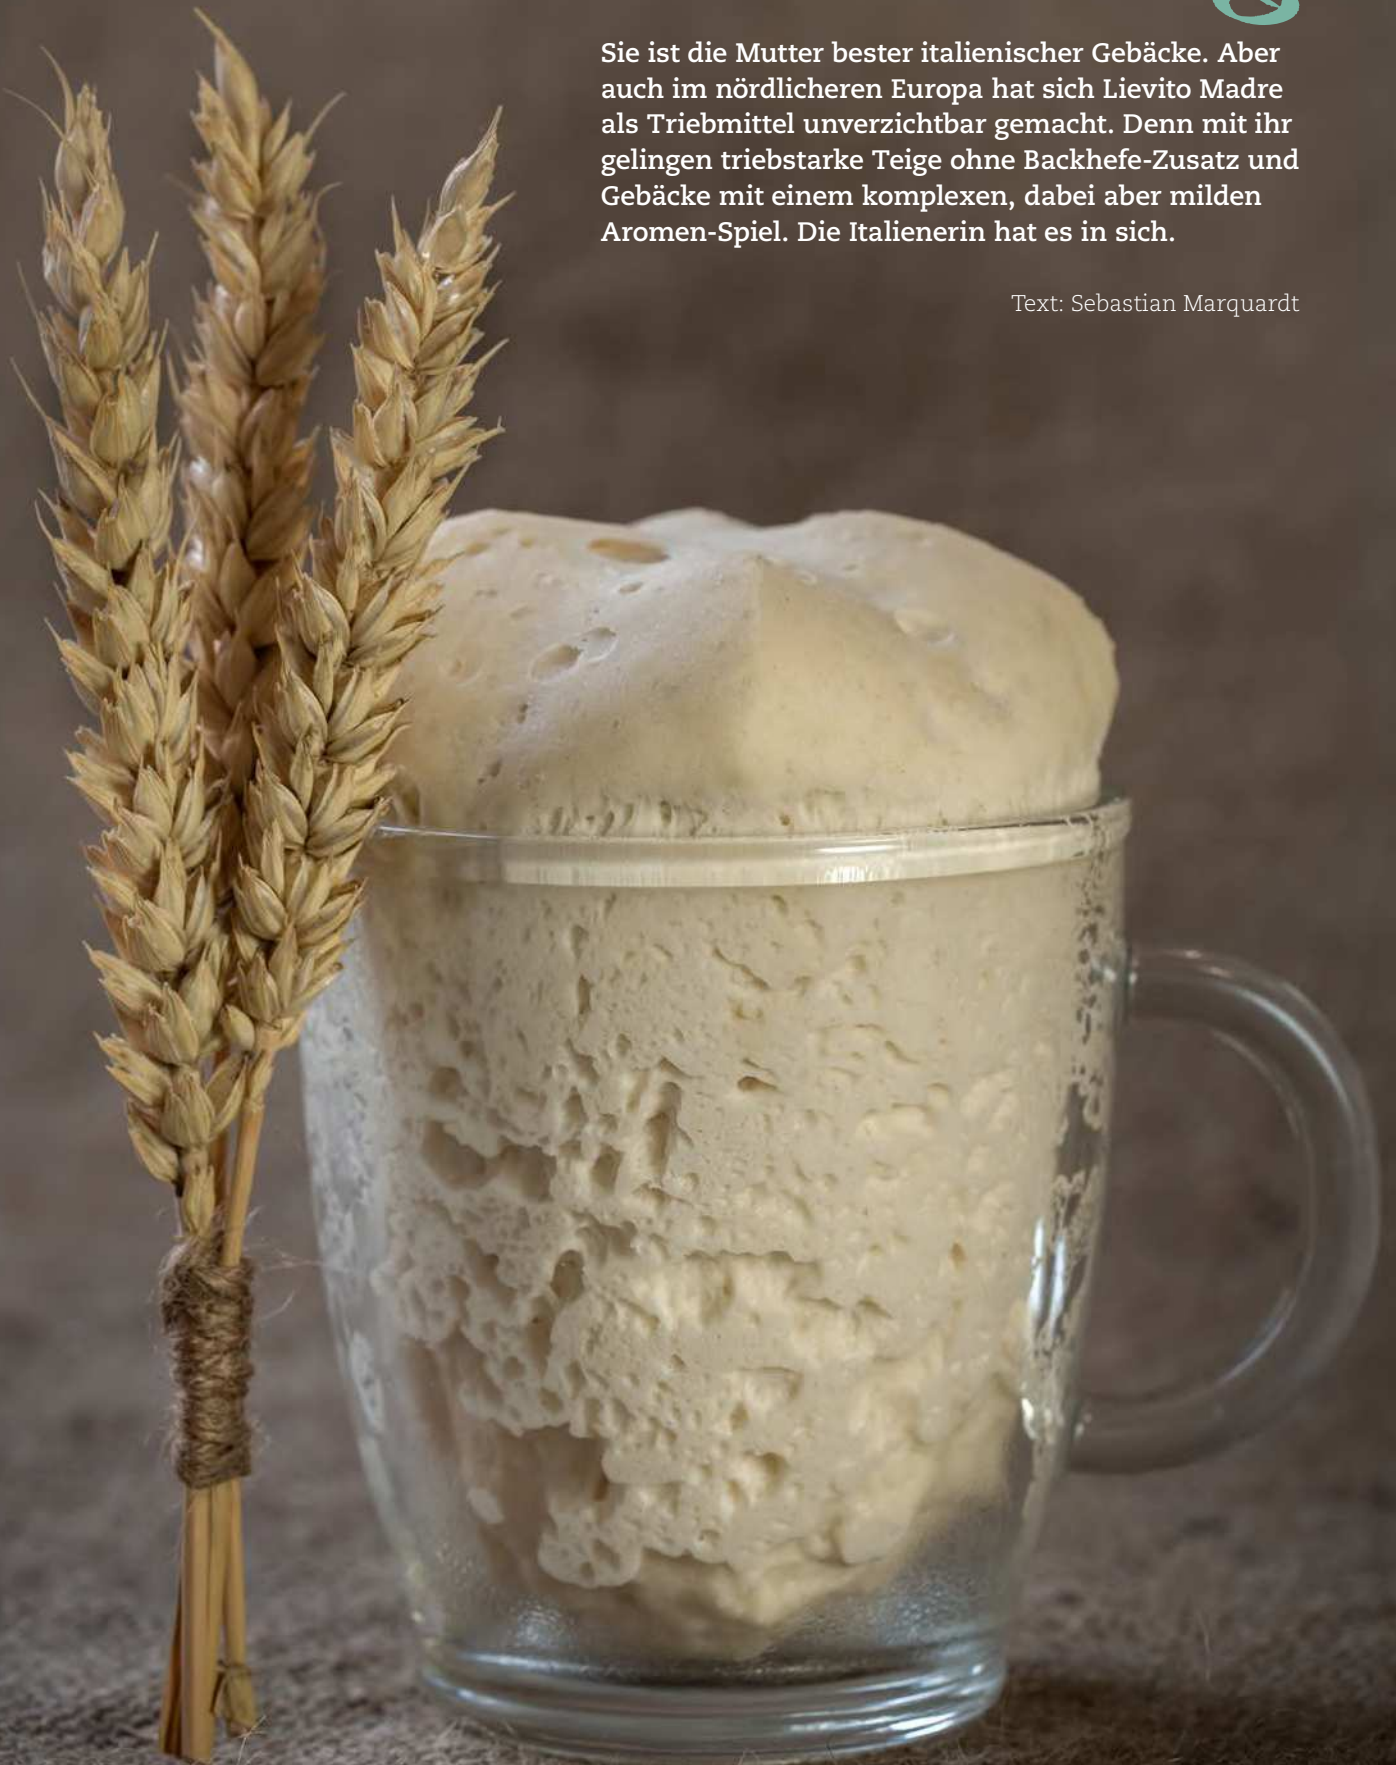 Sie ist die Mutter bester italienischer Gebäcke. Aber
auch im nördlicheren Europa hat sich Lievito Madre
als Triebmittel unverzichtbar gemacht. Denn mit ihr
gelingen triebstarke Teige ohne Backhefe-Zusatz und
Gebäcke mit einem komplexen, dabei aber milden
Aromen-Spiel. Die Italienerin hat es in sich.
Text: Sebastian Marquardt